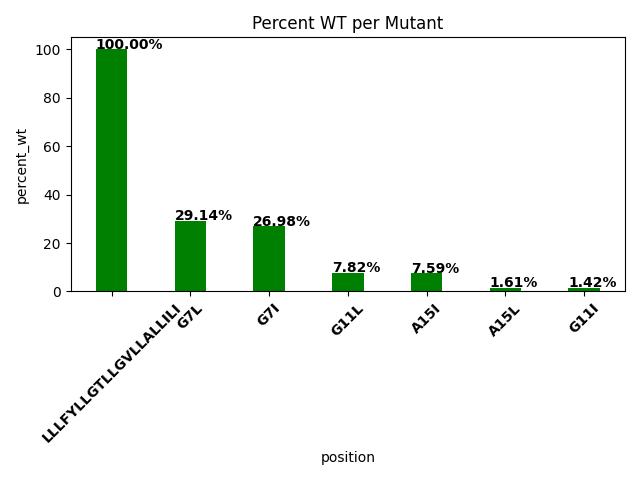 Percent WT per Mutant
percent_wt
100
80
60
40
20
0
100.00%
29.14%
26.98%
7.82%
7.59%
1.61%
1.42%
LLLFYLLGTLLGVLLALLILI
G7L
G7I
G11L
A15I
A15L
G11I
position